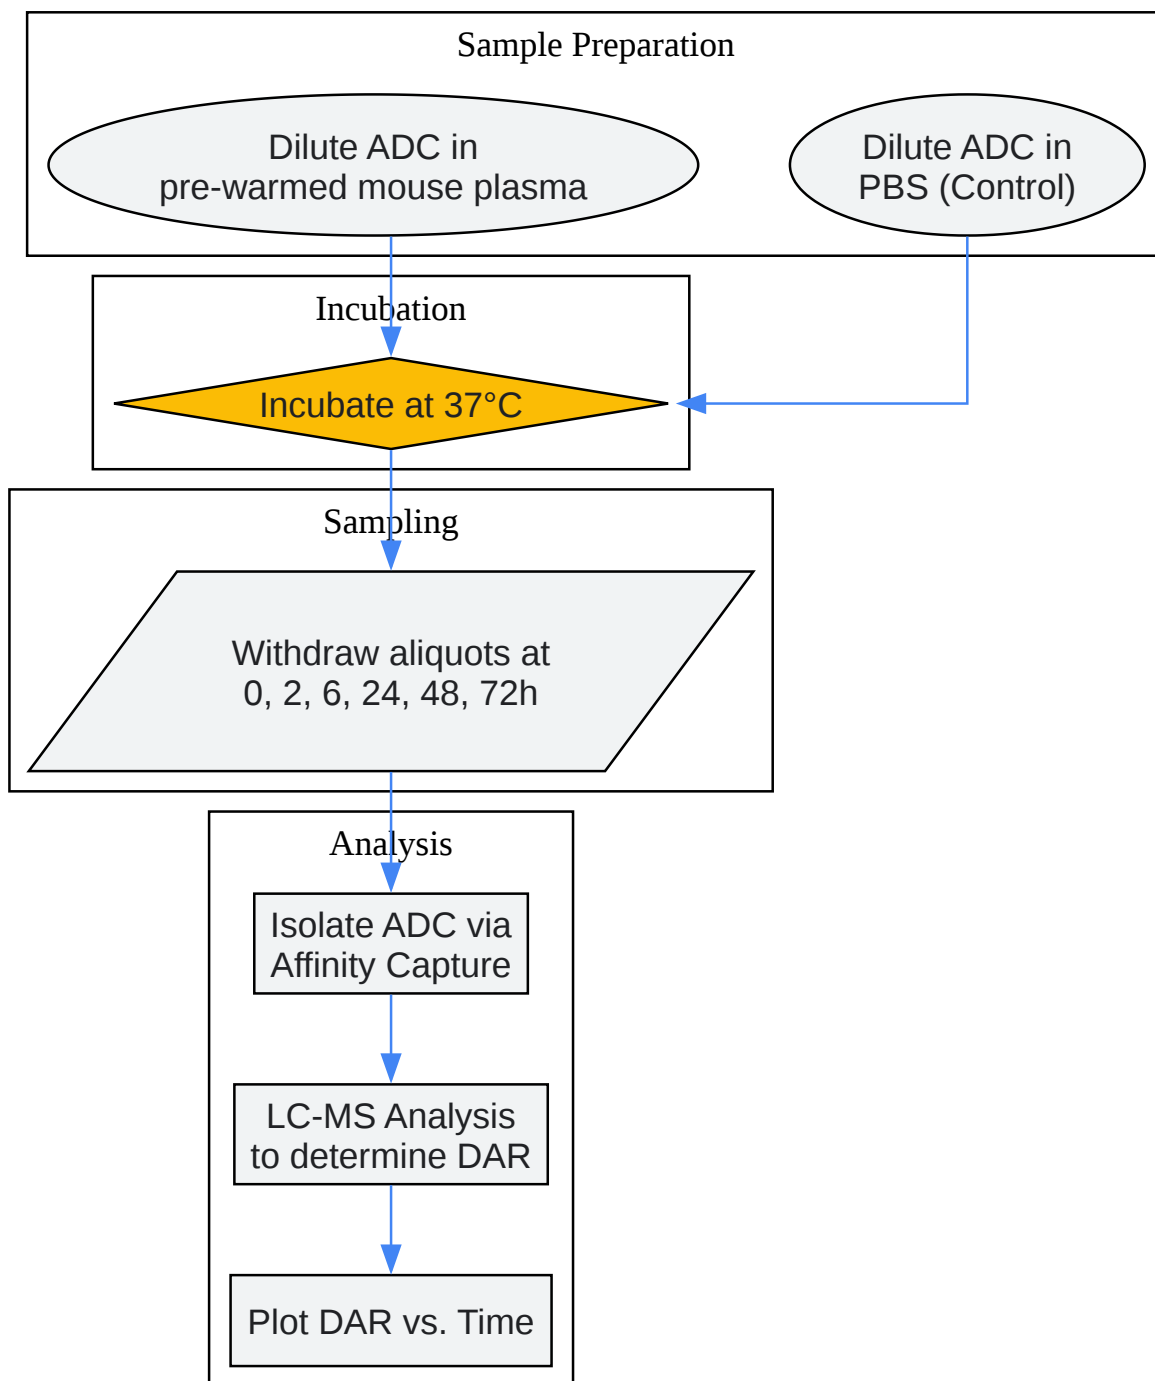 Sample Preparation
Dilute ADC in
pre-warmed mouse plasma
Dilute ADC in
PBS (Control)
Incubation
Incubate at 37°C
Sampling
Withdraw aliquots at
0, 2, 6, 24, 48, 72h
Analysis
Isolate ADC via
Affinity Capture
LC-MS Analysis
to determine DAR
Plot DAR vs. Time